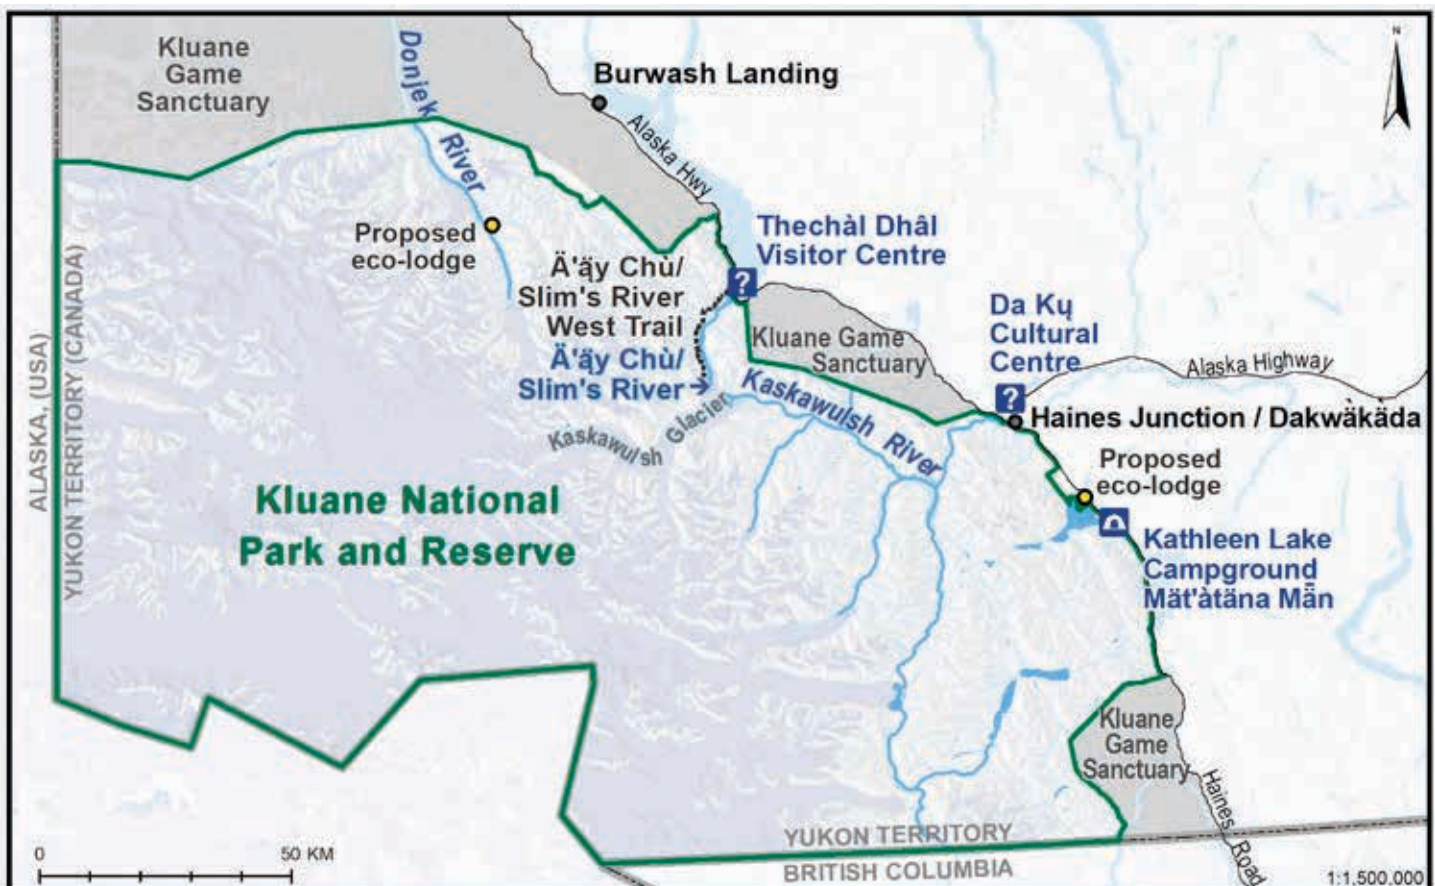 Kluane
Game
Sanctuary
Donjek River
Burwash Landing
Alaska Hwy
N
Proposed
eco-lodge
Thechàl Dhâl
Visitor Centre
?
Ä'äy Chù/
Slim's River
West Trail
Ä'äy Chù/
Slim's River
Kluane Game
Sanctuary
Da Kų
Cultural
Centre
?
Alaska Highway
Haines Junction / Dakwäkäda
Kaskawulsh River
Kaskawulsh Glacier
Proposed
eco-lodge
Kluane National
Park and Reserve
Kathleen Lake
Campground
Mät'àtäna Män
ALASKA, (USA)
YUKON TERRITORY (CANADA)
Kluane
Game
Sanctuary
Haines Road
YUKON TERRITORY
BRITISH COLUMBIA
0 50 KM
1:1,500,000